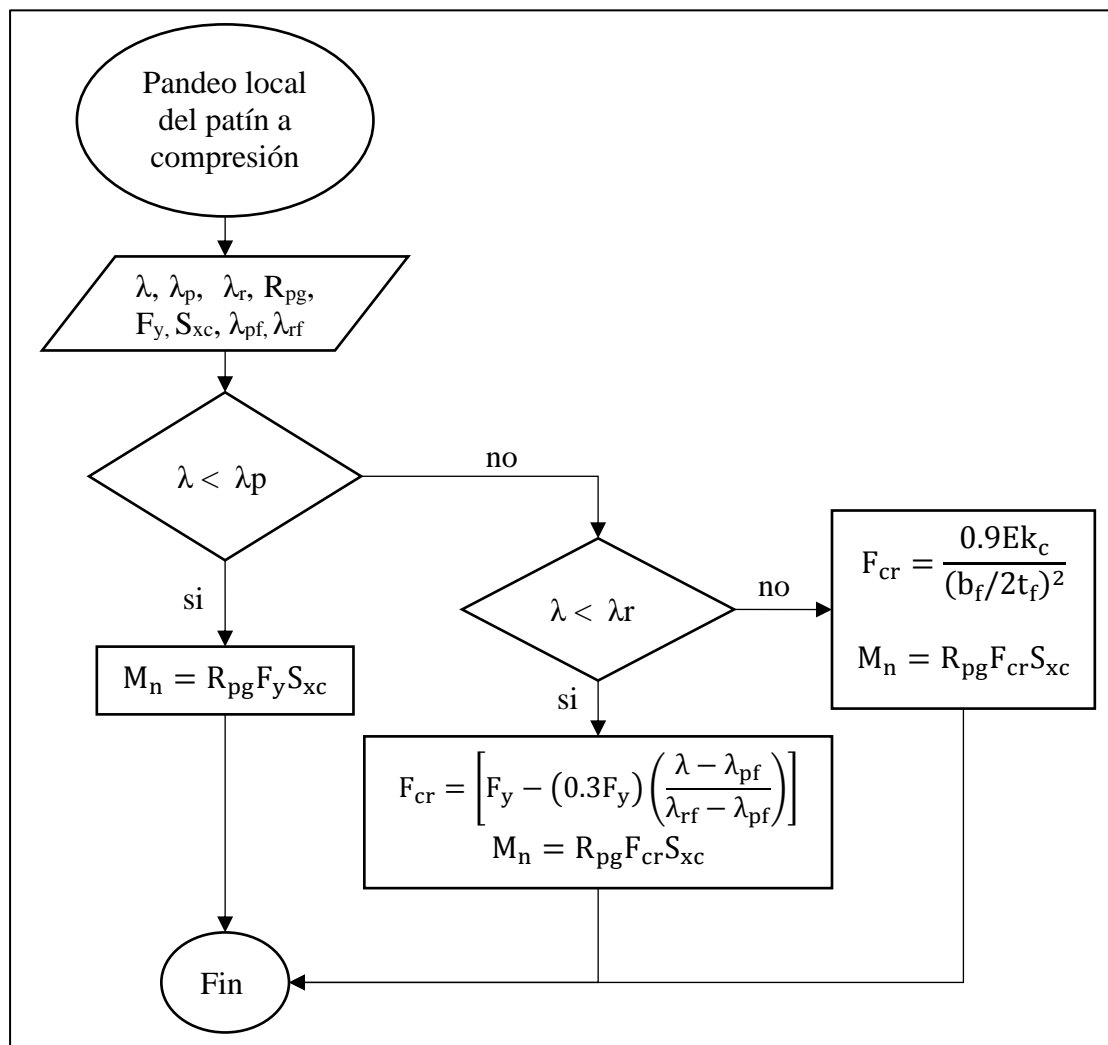 Pandeo local
del patín a
compresión
λ, λp, λr, Rpg,
Fy, Sxc, λpf, λrf
λ < λp
no
si
Mn = RpgFySxc
λ < λr
no
si
Fcr = 0.9Ekc/(bf/2tf)²
Mn = RpgFcrSxc
Fcr = [Fy − (0.3Fy)((λ − λpf)/(λrf − λpf))]
Mn = RpgFcrSxc
Fin